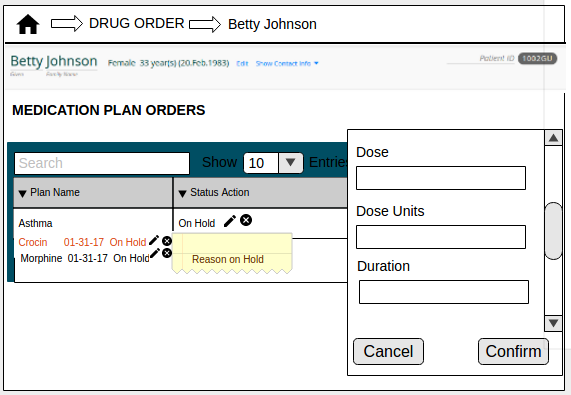 DRUG ORDER Betty Johnson
Betty Johnson Female 33 year(s) (20.Feb.1983) Edit Show Contact Info Patient ID 1002GU
Given Family Name
MEDICATION PLAN ORDERS
Search Show 10 Entries
Plan Name Status Action
Asthma On Hold
Crocin 01-31-17 On Hold
Morphine 01-31-17 On Hold
Reason on Hold
Dose
Dose Units
Duration
Cancel Confirm